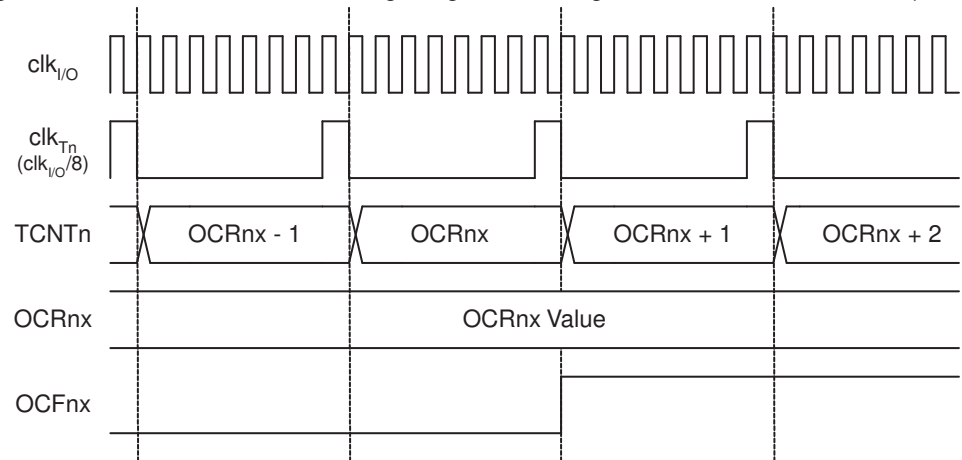 clkI/O
clkTn
(clkI/O/8)
TCNTn
OCRnx - 1
OCRnx
OCRnx + 1
OCRnx + 2
OCRnx
OCRnx Value
OCFnx